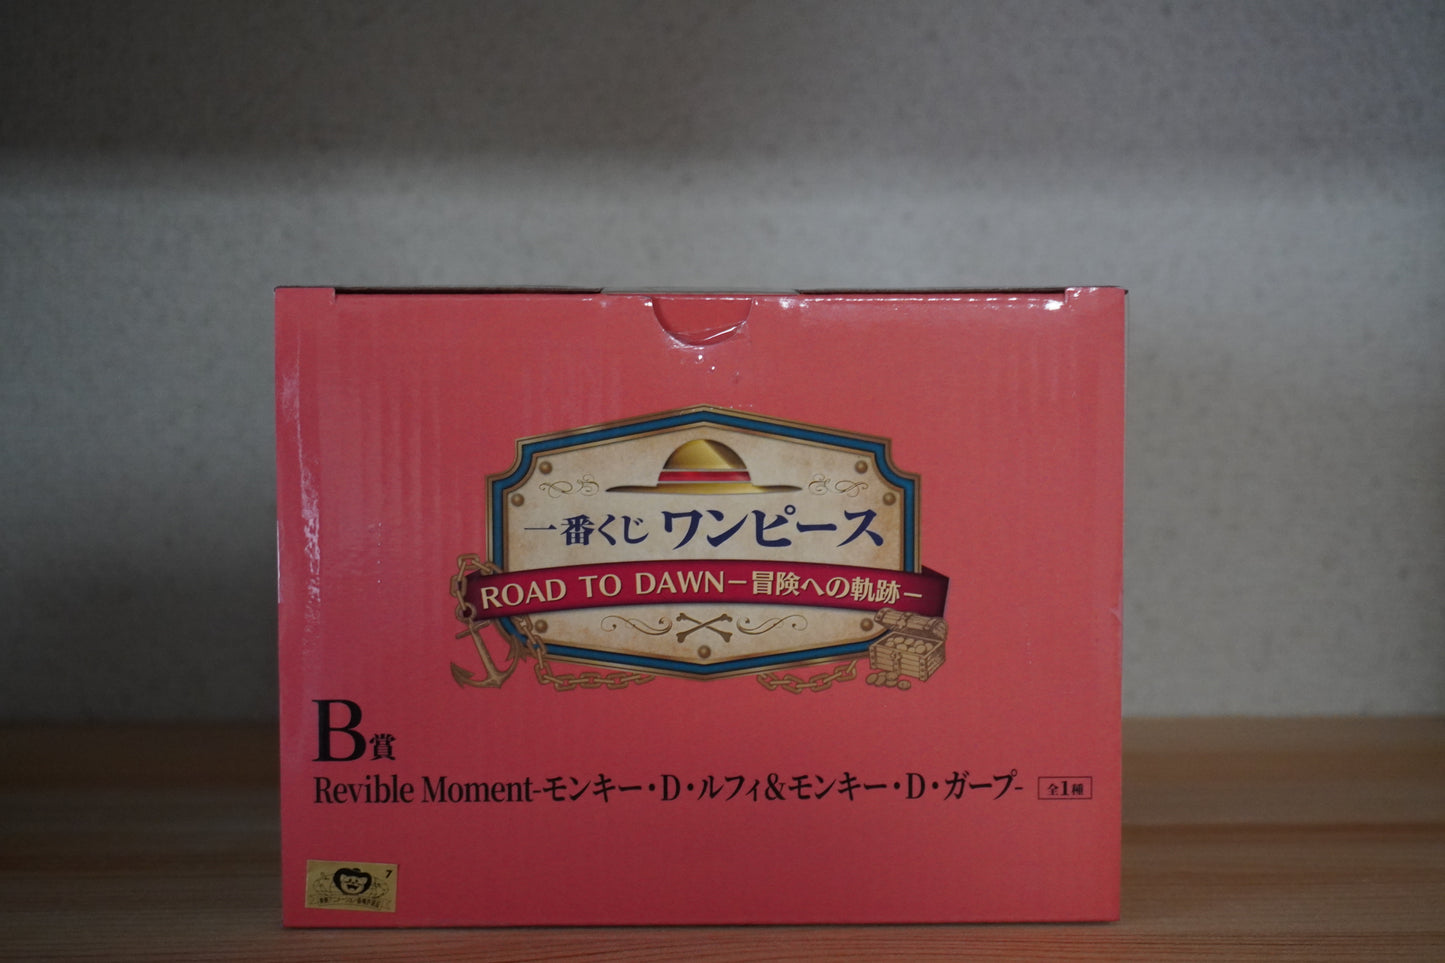 一番くじ ワンピース
ROAD TO DAWN－冒険への軌跡－
B賞
Revible Moment-モンキー・D・ルフィ&モンキー・D・ガープ-
全1種
7